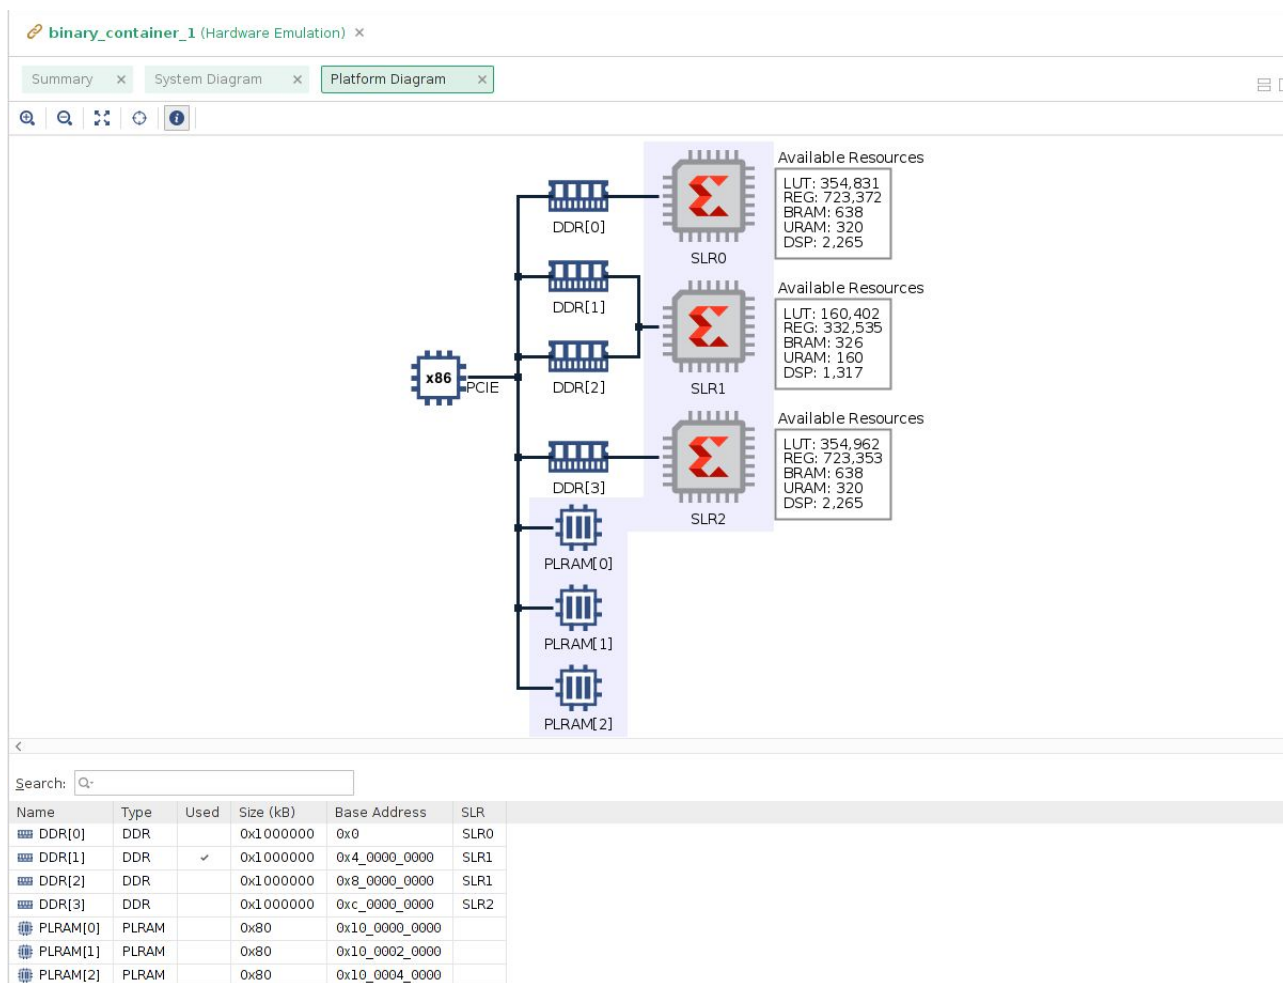 binary_container_1 (Hardware Emulation) ×
Summary × System Diagram × Platform Diagram ×
Available Resources
LUT: 354,831
REG: 723,372
BRAM: 638
URAM: 320
DSP: 2,265
DDR[0]
SLR0
Available Resources
LUT: 160,402
REG: 332,535
BRAM: 326
URAM: 160
DSP: 1,317
DDR[1]
x86
PCIE
DDR[2]
SLR1
Available Resources
LUT: 354,962
REG: 723,353
BRAM: 638
URAM: 320
DSP: 2,265
DDR[3]
SLR2
PLRAM[0]
PLRAM[1]
PLRAM[2]
Search:
Name Type Used Size (kB) Base Address SLR
DDR[0] DDR 0x1000000 0x0 SLR0
DDR[1] DDR ✓ 0x1000000 0x4_0000_0000 SLR1
DDR[2] DDR 0x1000000 0x8_0000_0000 SLR1
DDR[3] DDR 0x1000000 0xc_0000_0000 SLR2
PLRAM[0] PLRAM 0x80 0x10_0000_0000
PLRAM[1] PLRAM 0x80 0x10_0002_0000
PLRAM[2] PLRAM 0x80 0x10_0004_0000